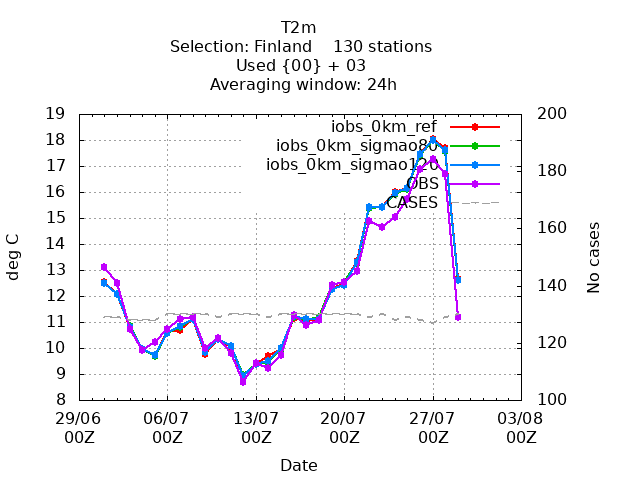 T2m
Selection: Finland 130 stations
Used {00} + 03
Averaging window: 24h
iobs_0km_ref
iobs_0km_sigmao80
iobs_0km_sigmao120
OBS
CASES
19
18
17
16
15
14
13
12
11
10
9
8
deg C
200
180
160
140
120
100
No cases
29/06 06/07 13/07 20/07 27/07 03/08
00Z 00Z 00Z 00Z 00Z 00Z
Date